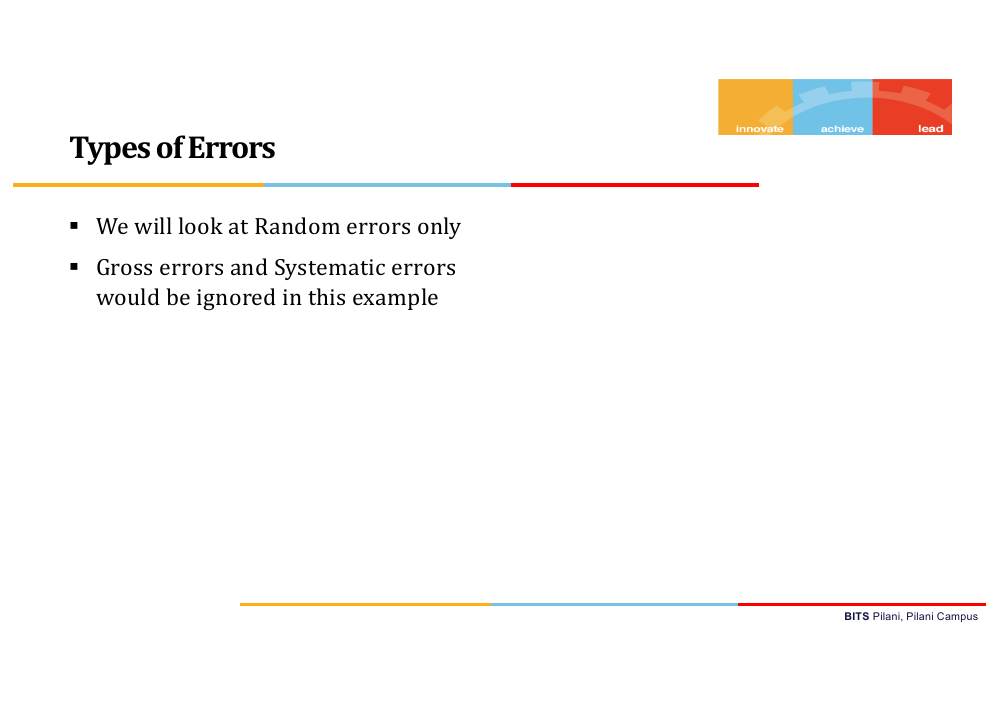 innovate achieve lead
Types of Errors
▪ We will look at Random errors only
▪ Gross errors and Systematic errors
would be ignored in this example
BITS Pilani, Pilani Campus